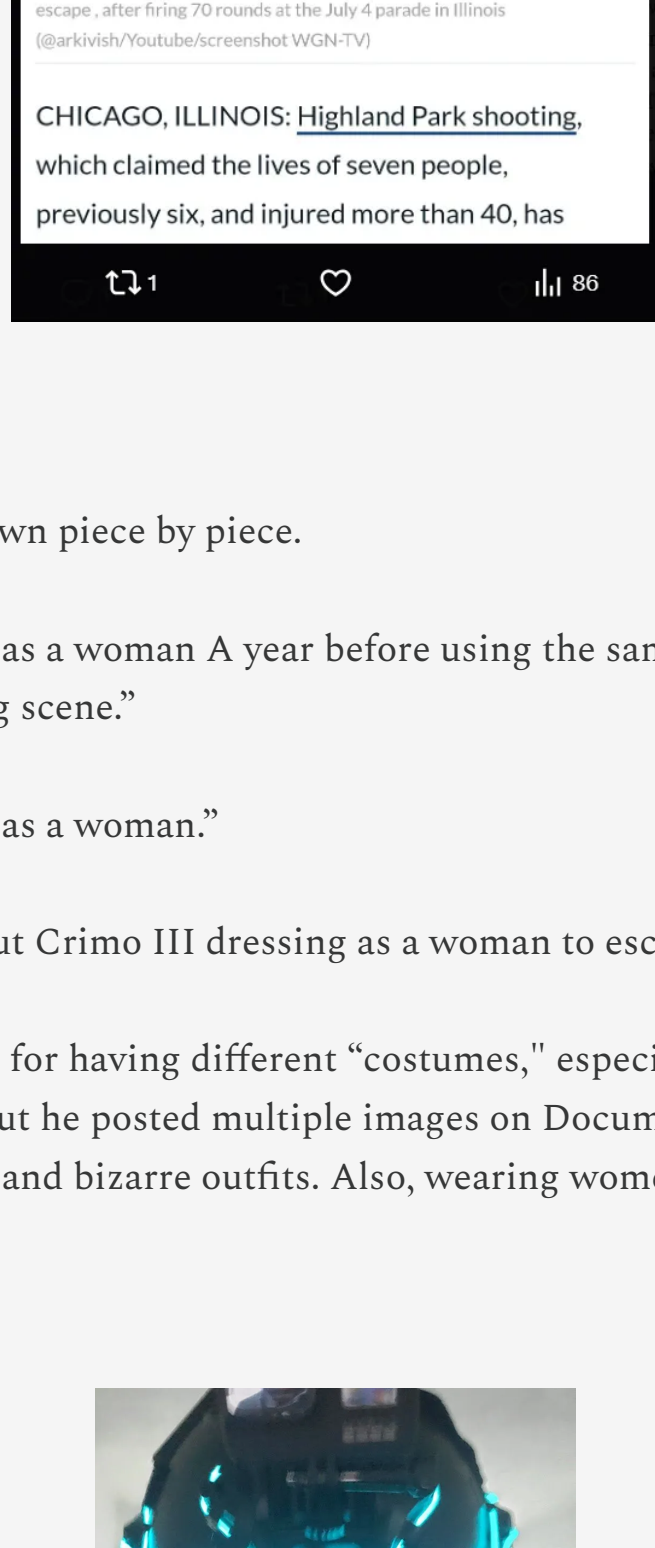 escape , after firing 70 rounds at the July 4 parade in Illinois
(@arkivish/Youtube/screenshot WGN-TV)
CHICAGO, ILLINOIS: Highland Park shooting,
which claimed the lives of seven people,
previously six, and injured more than 40, has
1 86
wn piece by piece.
as a woman A year before using the san
g scene.”
as a woman.”
ut Crimo III dressing as a woman to esc
for having different “costumes," especi
ut he posted multiple images on Docum
and bizarre outfits. Also, wearing wome